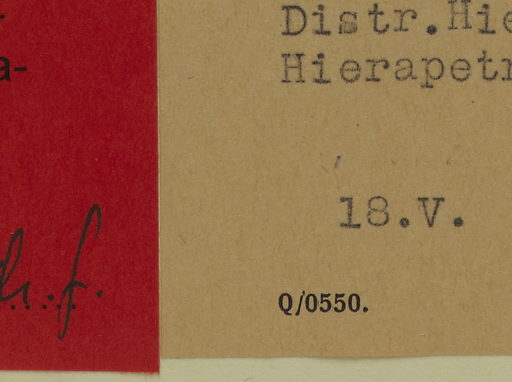 a-
Distr.Hie
Hierapetr
18.V.
Q/0550.